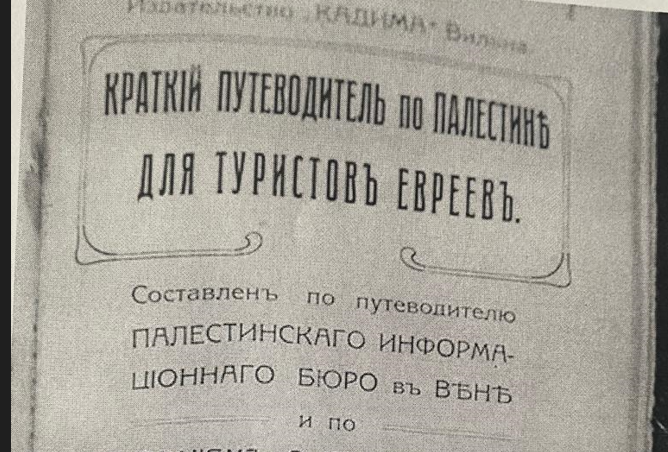 Издательство „КАДИМА“ Вильна.
КРАТКІЙ ПУТЕВОДИТЕЛЬ по ПАЛЕСТИНѢ
ДЛЯ ТУРИСТОВЪ ЕВРЕЕВЪ.
Составленъ по путеводителю
ПАЛЕСТИНСКАГО ИНФОРМА-
ЦІОННАГО БЮРО въ ВѢНѢ
и по